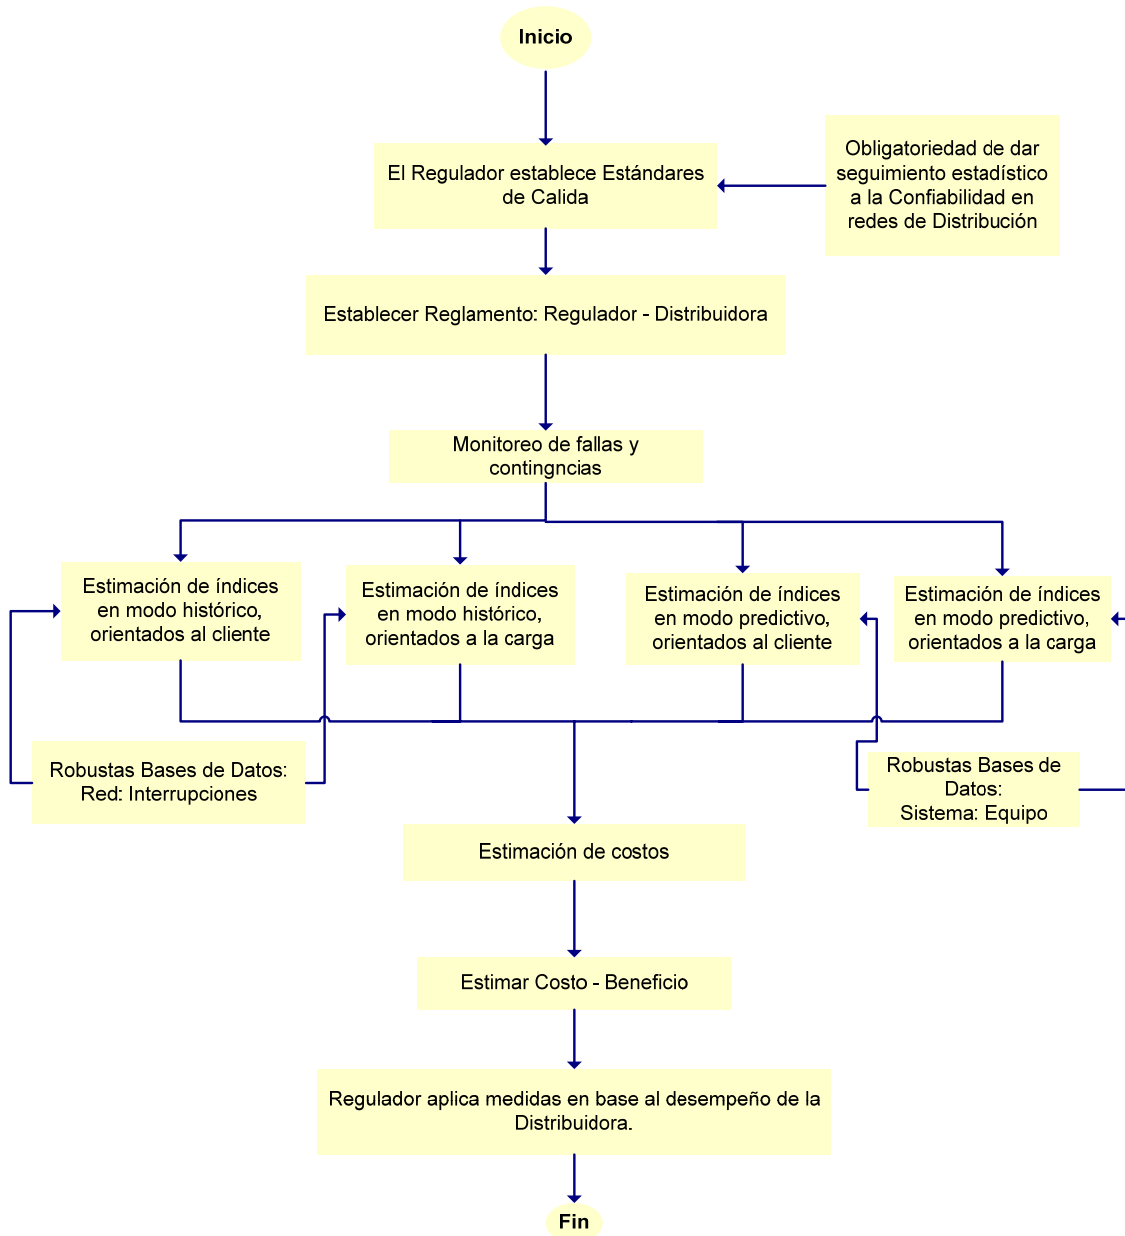 Inicio
El Regulador establece Estándares
de Calida
Obligatoriedad de dar
seguimiento estadístico
a la Confiabilidad en
redes de Distribución
Establecer Reglamento: Regulador - Distribuidora
Monitoreo de fallas y
contingncias
Estimación de índices
en modo histórico,
orientados al cliente
Estimación de índices
en modo histórico,
orientados a la carga
Estimación de índices
en modo predictivo,
orientados al cliente
Estimación de índices
en modo predictivo,
orientados a la carga
Robustas Bases de Datos:
Red: Interrupciones
Robustas Bases de
Datos:
Sistema: Equipo
Estimación de costos
Estimar Costo - Beneficio
Regulador aplica medidas en base al desempeño de la
Distribuidora.
Fin